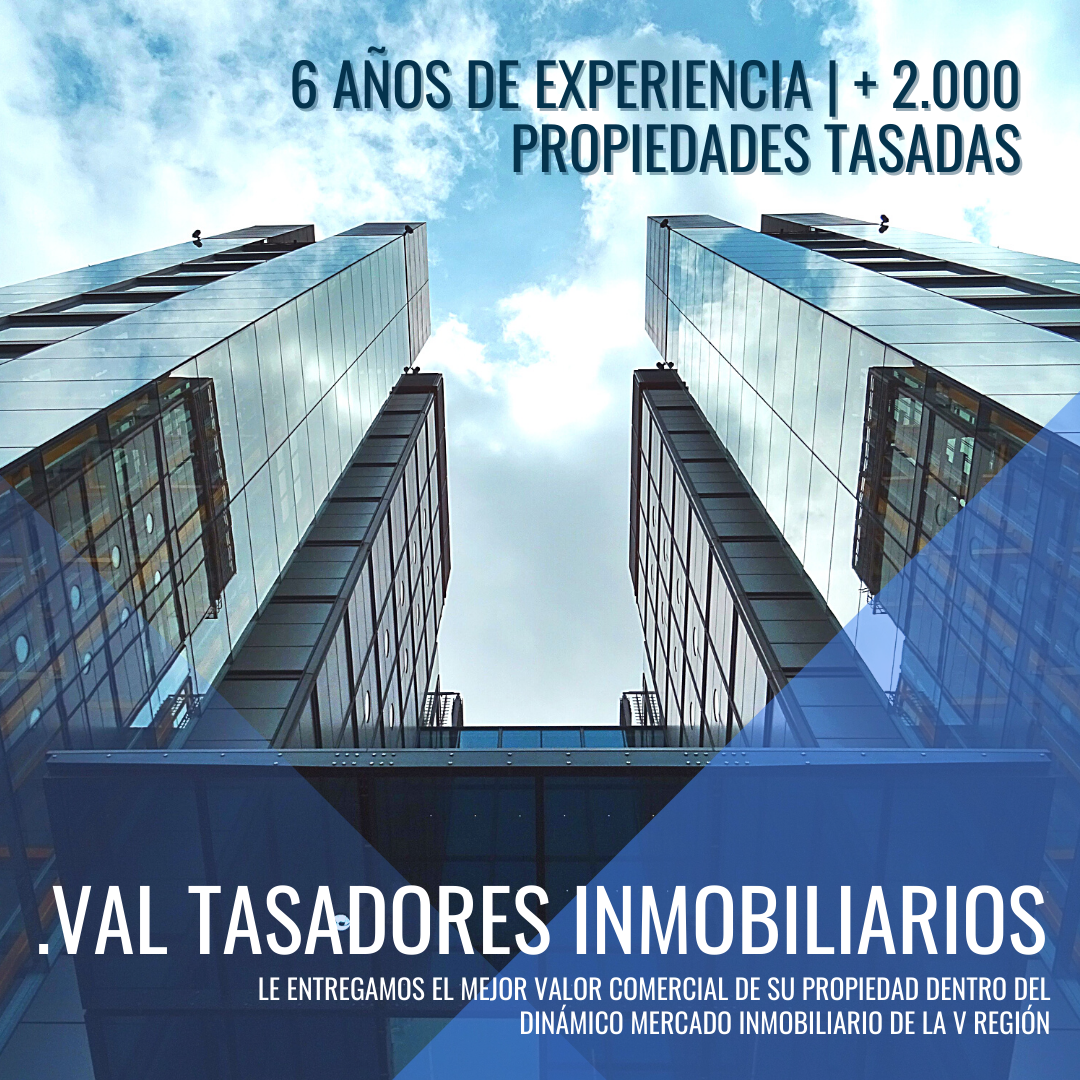 6 AÑOS DE EXPERIENCIA | + 2.000
PROPIEDADES TASADAS
.VAL TASADORES INMOBILIARIOS
LE ENTREGAMOS EL MEJOR VALOR COMERCIAL DE SU PROPIEDAD DENTRO DEL
DINÁMICO MERCADO INMOBILIARIO DE LA V REGIÓN